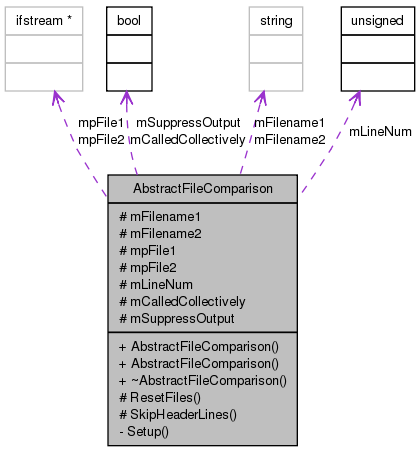 ifstream *
bool
string
unsigned
mpFile1
mpFile2
mSuppressOutput
mCalledCollectively
mFilename1
mFilename2
mLineNum
AbstractFileComparison
# mFilename1
# mFilename2
# mpFile1
# mpFile2
# mLineNum
# mCalledCollectively
# mSuppressOutput
+ AbstractFileComparison()
+ AbstractFileComparison()
+ ~AbstractFileComparison()
# ResetFiles()
# SkipHeaderLines()
- Setup()